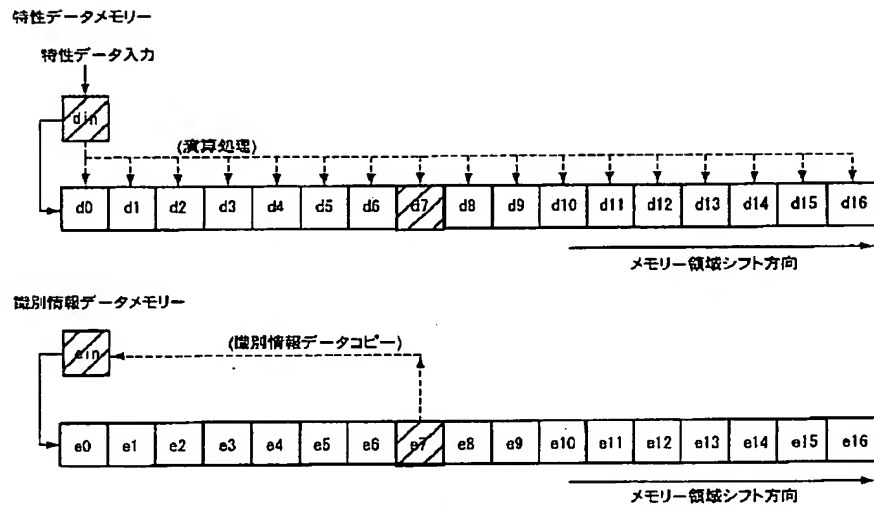 特性データメモリー
特性データ入力
din
(演算処理)
d0 d1 d2 d3 d4 d5 d6 d7 d8 d9 d10 d11 d12 d13 d14 d15 d16
メモリー領域シフト方向
識別情報データメモリー
ein
(識別情報データコピー)
e0 e1 e2 e3 e4 e5 e6 e7 e8 e9 e10 e11 e12 e13 e14 e15 e16
メモリー領域シフト方向